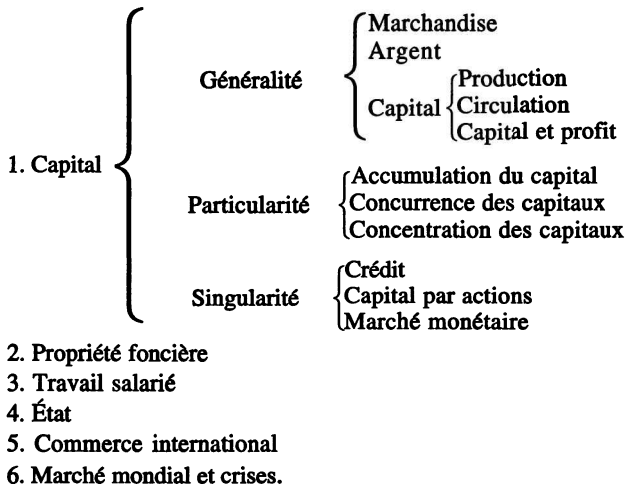 1. Capital
Généralité
Marchandise
Argent
Capital
Production
Circulation
Capital et profit
Particularité
Accumulation du capital
Concurrence des capitaux
Concentration des capitaux
Singularité
Crédit
Capital par actions
Marché monétaire
2. Propriété foncière
3. Travail salarié
4. État
5. Commerce international
6. Marché mondial et crises.